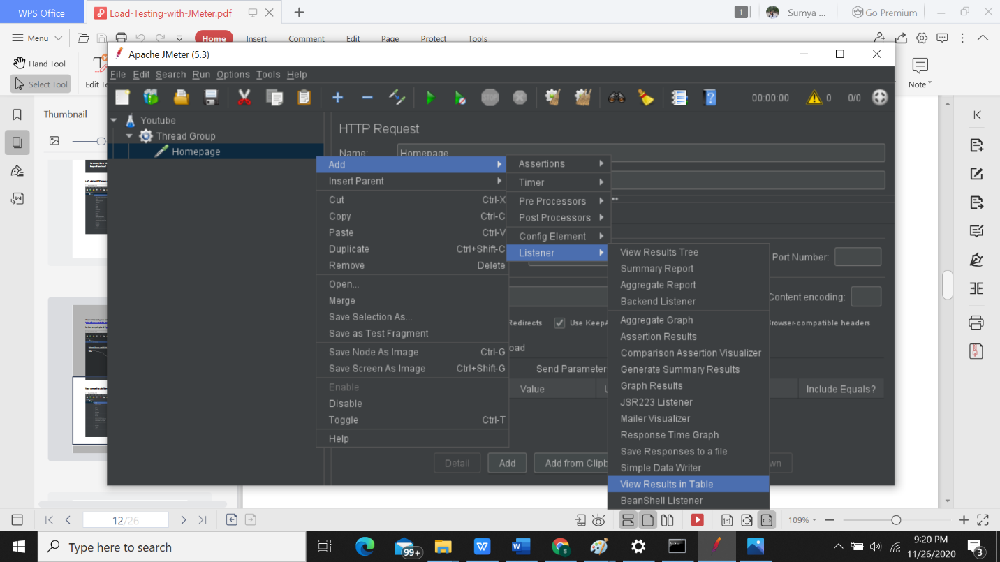 WPS Office
Load-Testing-with-JMeter.pdf
1
Sumya ...
Go Premium
Menu
Home
Insert
Comment
Edit
Page
Protect
Tools
Hand Tool
Select Tool
Edit Te
Note
Thumbnail
Apache JMeter (5.3)
File Edit Search Run Options Tools Help
STOP
00:00:00
0
0/0
Youtube
Thread Group
Homepage
HTTP Request
Name:
Homepage
Port Number:
Content encoding:
Redirects
Use KeepA
Browser-compatible headers
oad
Send Parameter
Value
U
Include Equals?
Detail
Add
Add from Clipb
wn
Add
Insert Parent
Cut Ctrl-X
Copy Ctrl-C
Paste Ctrl-V
Duplicate Ctrl+Shift-C
Remove Delete
Open...
Merge
Save Selection As...
Save as Test Fragment
Save Node As Image Ctrl-G
Save Screen As Image Ctrl+Shift-G
Enable
Disable
Toggle Ctrl-T
Help
Assertions
Timer
Pre Processors
Post Processors
Config Element
Listener
View Results Tree
Summary Report
Aggregate Report
Backend Listener
Aggregate Graph
Assertion Results
Comparison Assertion Visualizer
Generate Summary Results
Graph Results
JSR223 Listener
Mailer Visualizer
Response Time Graph
Save Responses to a file
Simple Data Writer
View Results in Table
BeanShell Listener
12/26
1:1
109%
Type here to search
99+
9:20 PM
11/26/2020
3